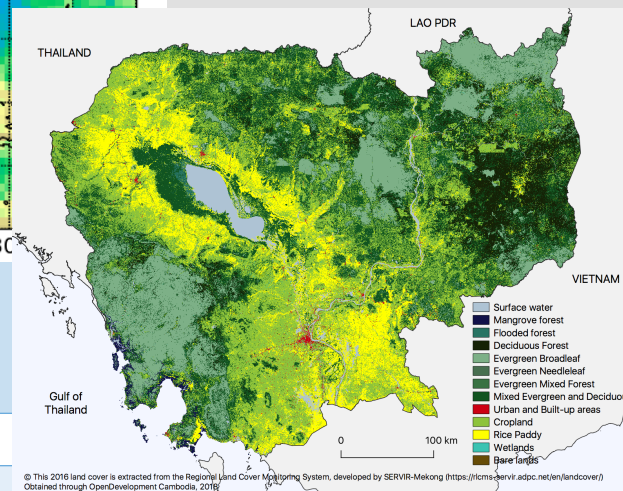 LAO PDR
THAILAND
VIETNAM
Surface water
Mangrove forest
Flooded forest
Deciduous Forest
Evergreen Broadleaf
Evergreen Needleleaf
Evergreen Mixed Forest
Mixed Evergreen and Deciduou
Urban and Built-up areas
Cropland
Rice Paddy
Wetlands
Bare lands
Gulf of
Thailand
0 100 km
© This 2016 land cover is extracted from the Regional Land Cover Monitoring System, developed by SERVIR-Mekong (https://rlcms-servir.adpc.net/en/landcover/)
Obtained through OpenDevelopment Cambodia, 2018